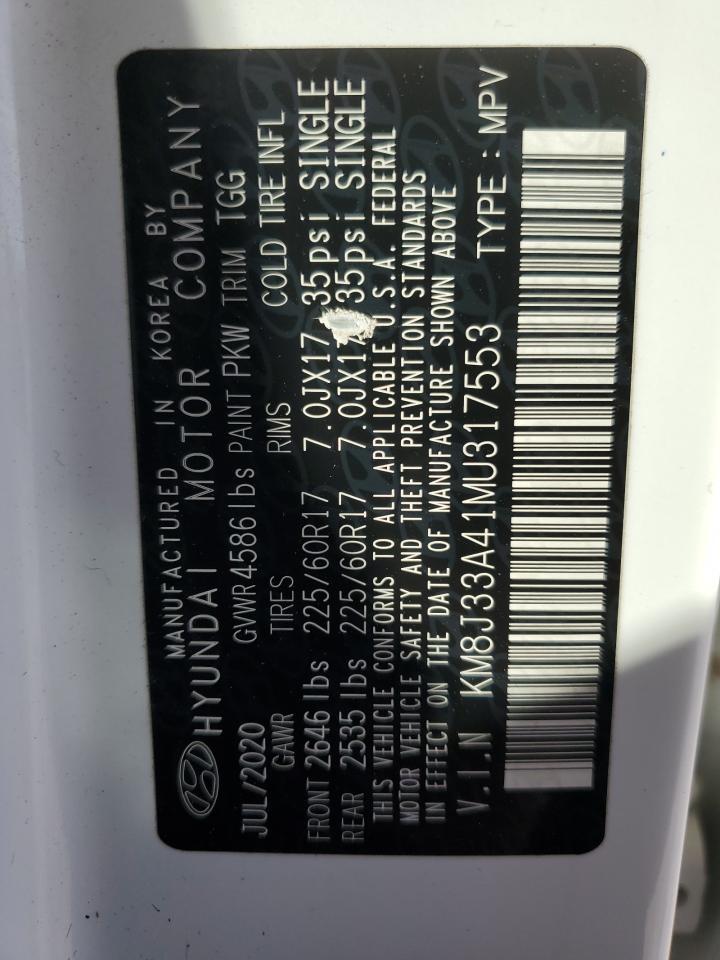 MANUFACTURED IN KOREA BY
HYUNDAI MOTOR COMPANY
JUL/2020 GVWR4586lbs PAINT PKW TRIM TGG
GAWR TIRES RIMS COLD TIRE INFL
FRONT 2646 lbs 225/60R17 7.0JX17 35psi SINGLE
REAR 2535 lbs 225/60R17 7.0JX17 35psi SINGLE
THIS VEHICLE CONFORMS TO ALL APPLICABLE U.S.A. FEDERAL
MOTOR VEHICLE SAFETY AND THEFT PREVENTION STANDARDS
IN EFFECT ON THE DATE OF MANUFACTURE SHOWN ABOVE
V.I.N KM8J33A41MU317553 TYPE : MPV